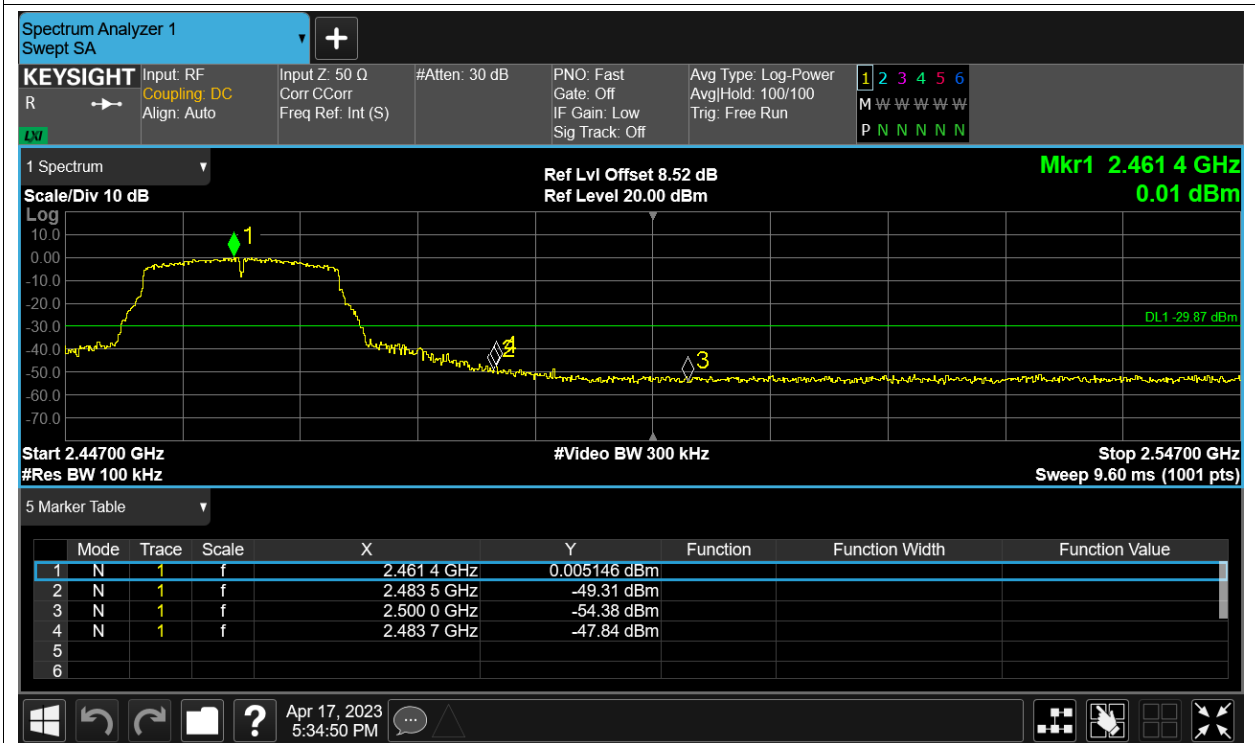 Spectrum Analyzer 1
Swept SA
+
KEYSIGHT Input: RF Input Z: 50 Ω #Atten: 30 dB PNO: Fast Avg Type: Log-Power 1 2 3 4 5 6
R Coupling: DC Corr CCorr Gate: Off Avg|Hold: 100/100 M W W W W W
Align: Auto Freq Ref: Int (S) IF Gain: Low Trig: Free Run
LXI Sig Track: Off P N N N N N
1 Spectrum Ref Lvl Offset 8.52 dB Mkr1 2.461 4 GHz
Scale/Div 10 dB Ref Level 20.00 dBm 0.01 dBm
Log
10.0
1
0.00
-10.0
-20.0
DL1 -29.87 dBm
-30.0
-40.0
2
4
3
-50.0
-60.0
-70.0
Start 2.44700 GHz #Video BW 300 kHz Stop 2.54700 GHz
#Res BW 100 kHz Sweep 9.60 ms (1001 pts)
5 Marker Table
Mode Trace Scale X Y Function Function Width Function Value
1 N 1 f 2.461 4 GHz 0.005146 dBm
2 N 1 f 2.483 5 GHz -49.31 dBm
3 N 1 f 2.500 0 GHz -54.38 dBm
4 N 1 f 2.483 7 GHz -47.84 dBm
5
6
? Apr 17, 2023
5:34:50 PM